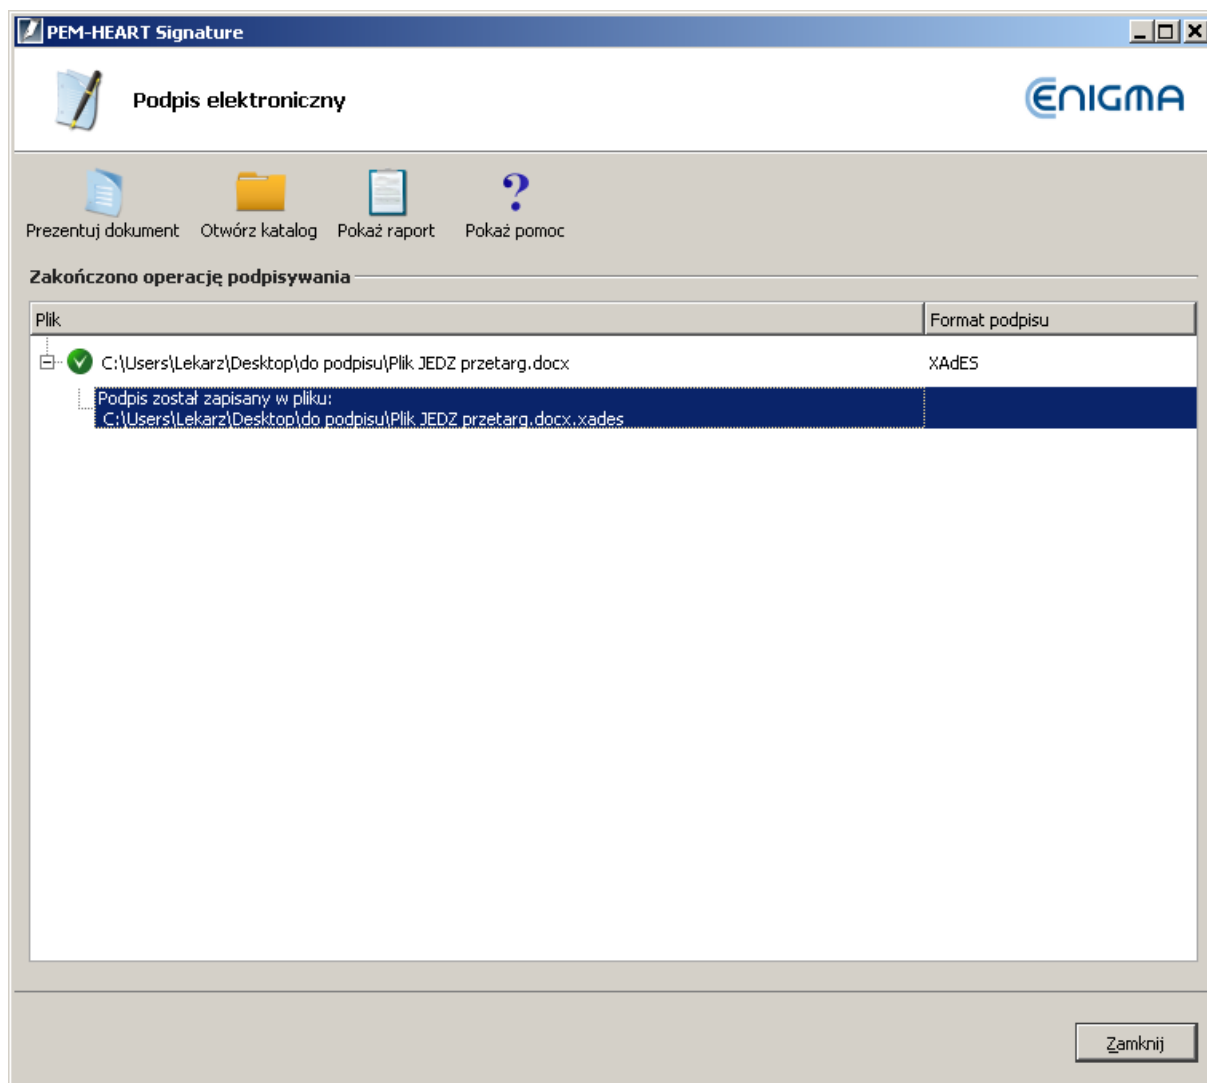 PEM-HEART Signature
Podpis elektroniczny
ENIGMA
Prezentuj dokument Otwórz katalog Pokaż raport Pokaż pomoc
Zakończono operację podpisywania
Plik Format podpisu
C:\Users\Lekarz\Desktop\do podpisu\Plik JEDZ przetarg.docx XAdES
Podpis został zapisany w pliku:
C:\Users\Lekarz\Desktop\do podpisu\Plik JEDZ przetarg.docx.xades
Zamknij